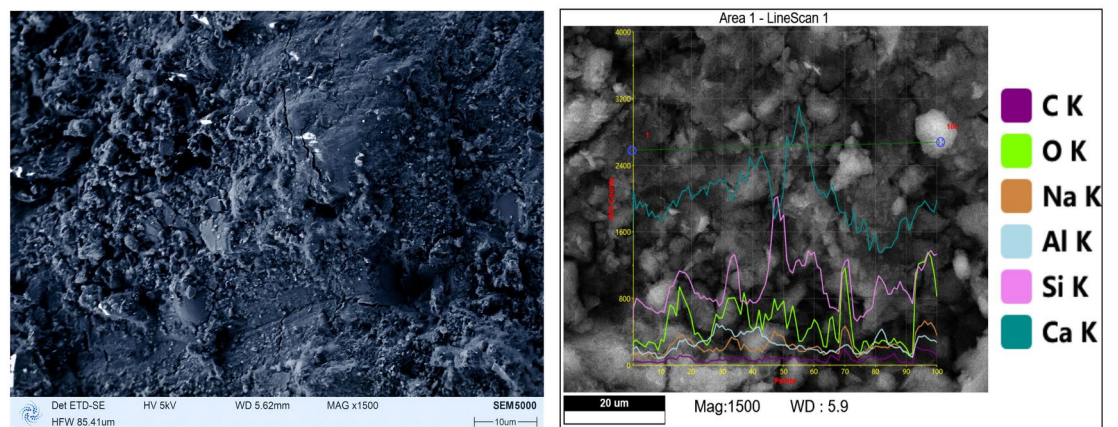 Det ETD-SE HV 5kV WD 5.62mm MAG x1500 SEM5000
HFW 85.41um 10um
Area 1 - LineScan 1
4000
3200
2400
1600
800
0
1
100
10 20 30 40 50 60 70 80 90 100
Points
20 um
Mag:1500 WD : 5.9
C K
O K
Na K
Al K
Si K
Ca K